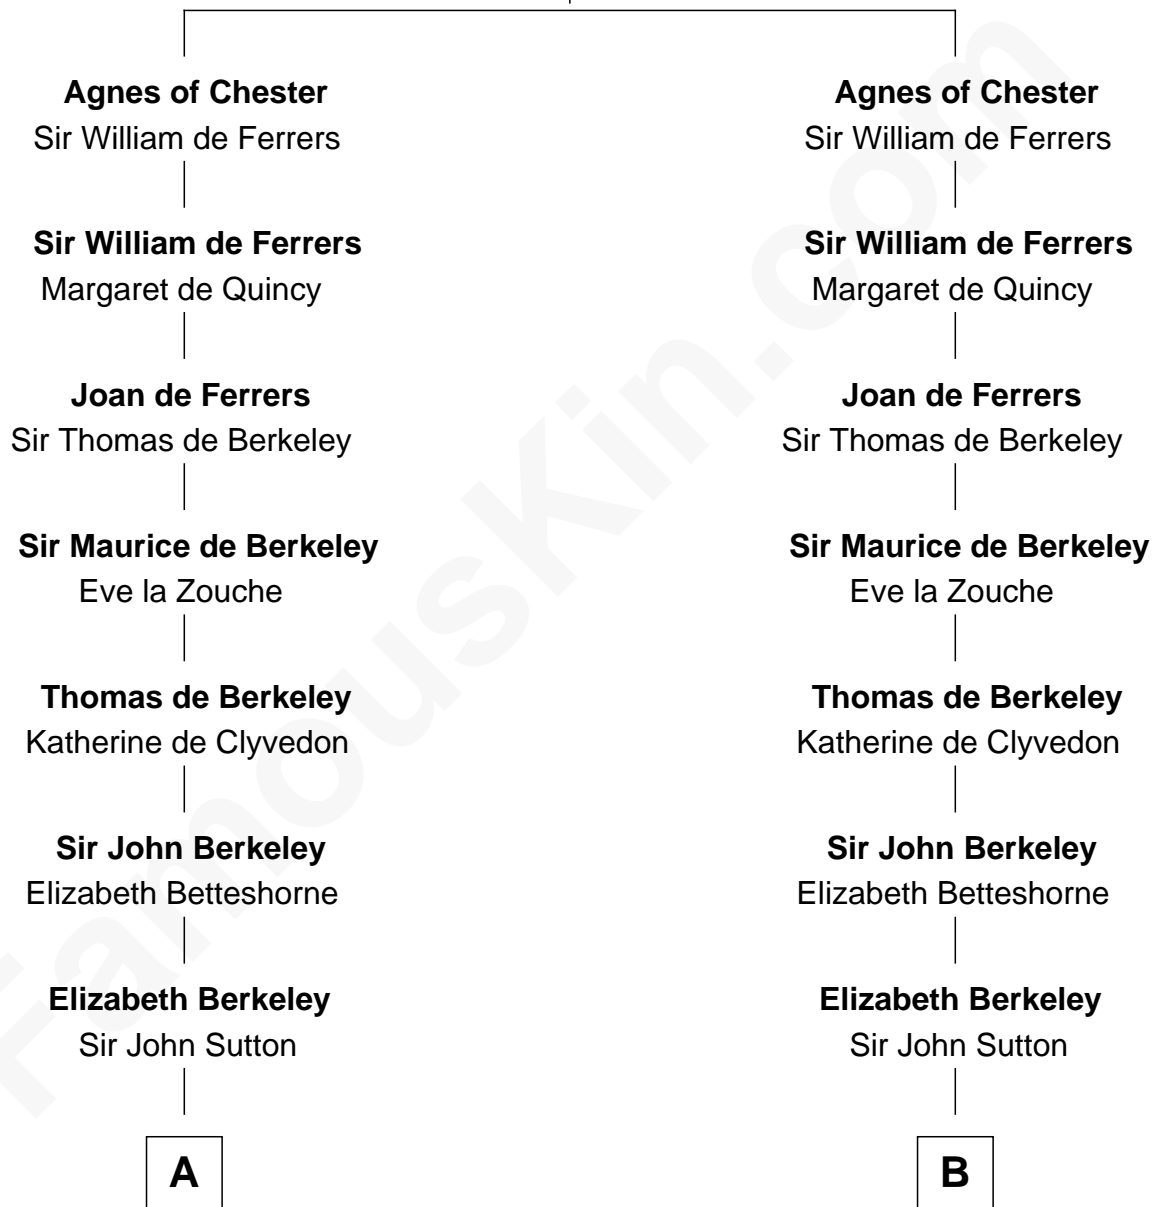 Agnes of Chester
Sir William de Ferrers
Sir William de Ferrers
Margaret de Quincy
Joan de Ferrers
Sir Thomas de Berkeley
Sir Maurice de Berkeley
Eve la Zouche
Thomas de Berkeley
Katherine de Clyvedon
Sir John Berkeley
Elizabeth Betteshorne
Elizabeth Berkeley
Sir John Sutton
A
Agnes of Chester
Sir William de Ferrers
Sir William de Ferrers
Margaret de Quincy
Joan de Ferrers
Sir Thomas de Berkeley
Sir Maurice de Berkeley
Eve la Zouche
Thomas de Berkeley
Katherine de Clyvedon
Sir John Berkeley
Elizabeth Betteshorne
Elizabeth Berkeley
Sir John Sutton
B
FamousKin.com